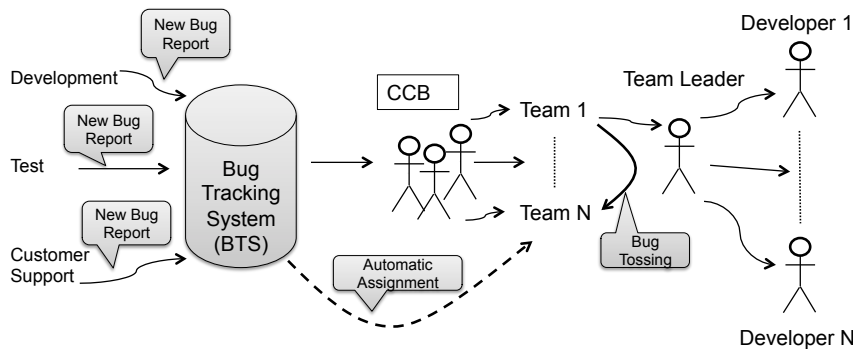 New Bug
Report
Development
New Bug
Report
Test
New Bug
Report
Customer
Support
Bug
Tracking
System
(BTS)
Automatic
Assignment
CCB
Team 1
Team N
Bug
Tossing
Team Leader
Developer 1
Developer N